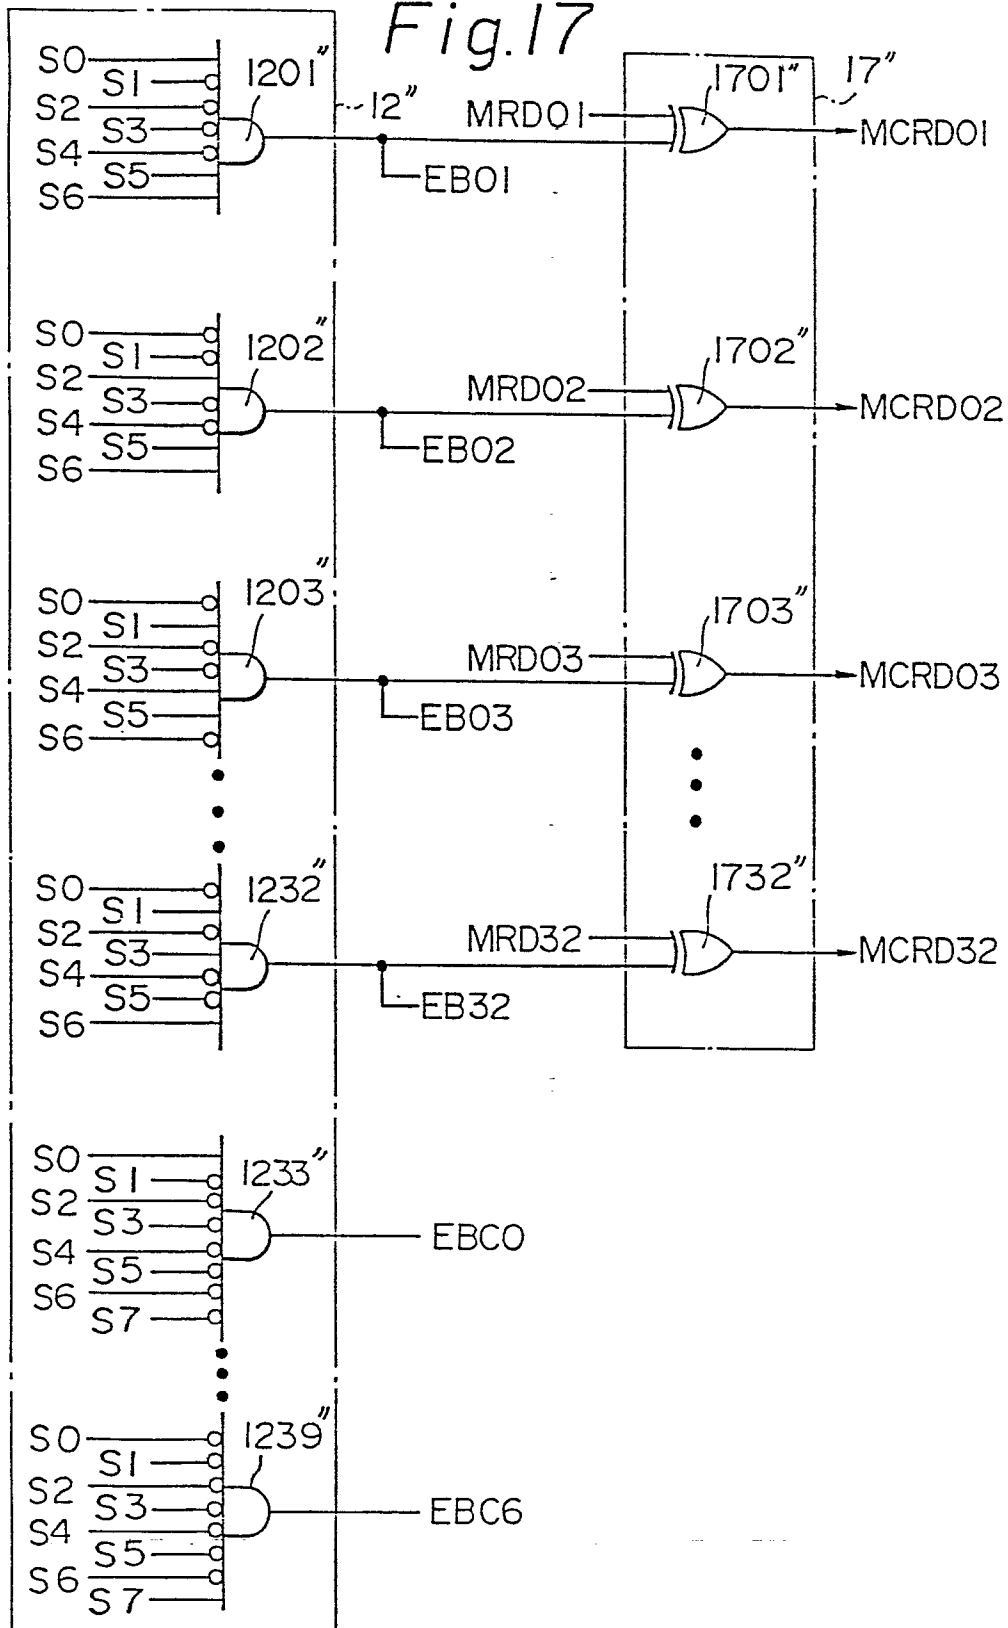 Fig.17
12"
17"
S0
S1
S2
S3
S4
S5
S6
1201"
MRD01
EB01
1701"
MCRD01
S0
S1
S2
S3
S4
S5
S6
1202"
MRD02
EB02
1702"
MCRD02
S0
S1
S2
S3
S4
S5
S6
1203"
MRD03
EB03
1703"
MCRD03
S0
S1
S2
S3
S4
S5
S6
1232"
MRD32
EB32
1732"
MCRD32
S0
S1
S2
S3
S4
S5
S6
S7
1233"
EBC0
S0
S1
S2
S3
S4
S5
S6
S7
1239"
EBC6